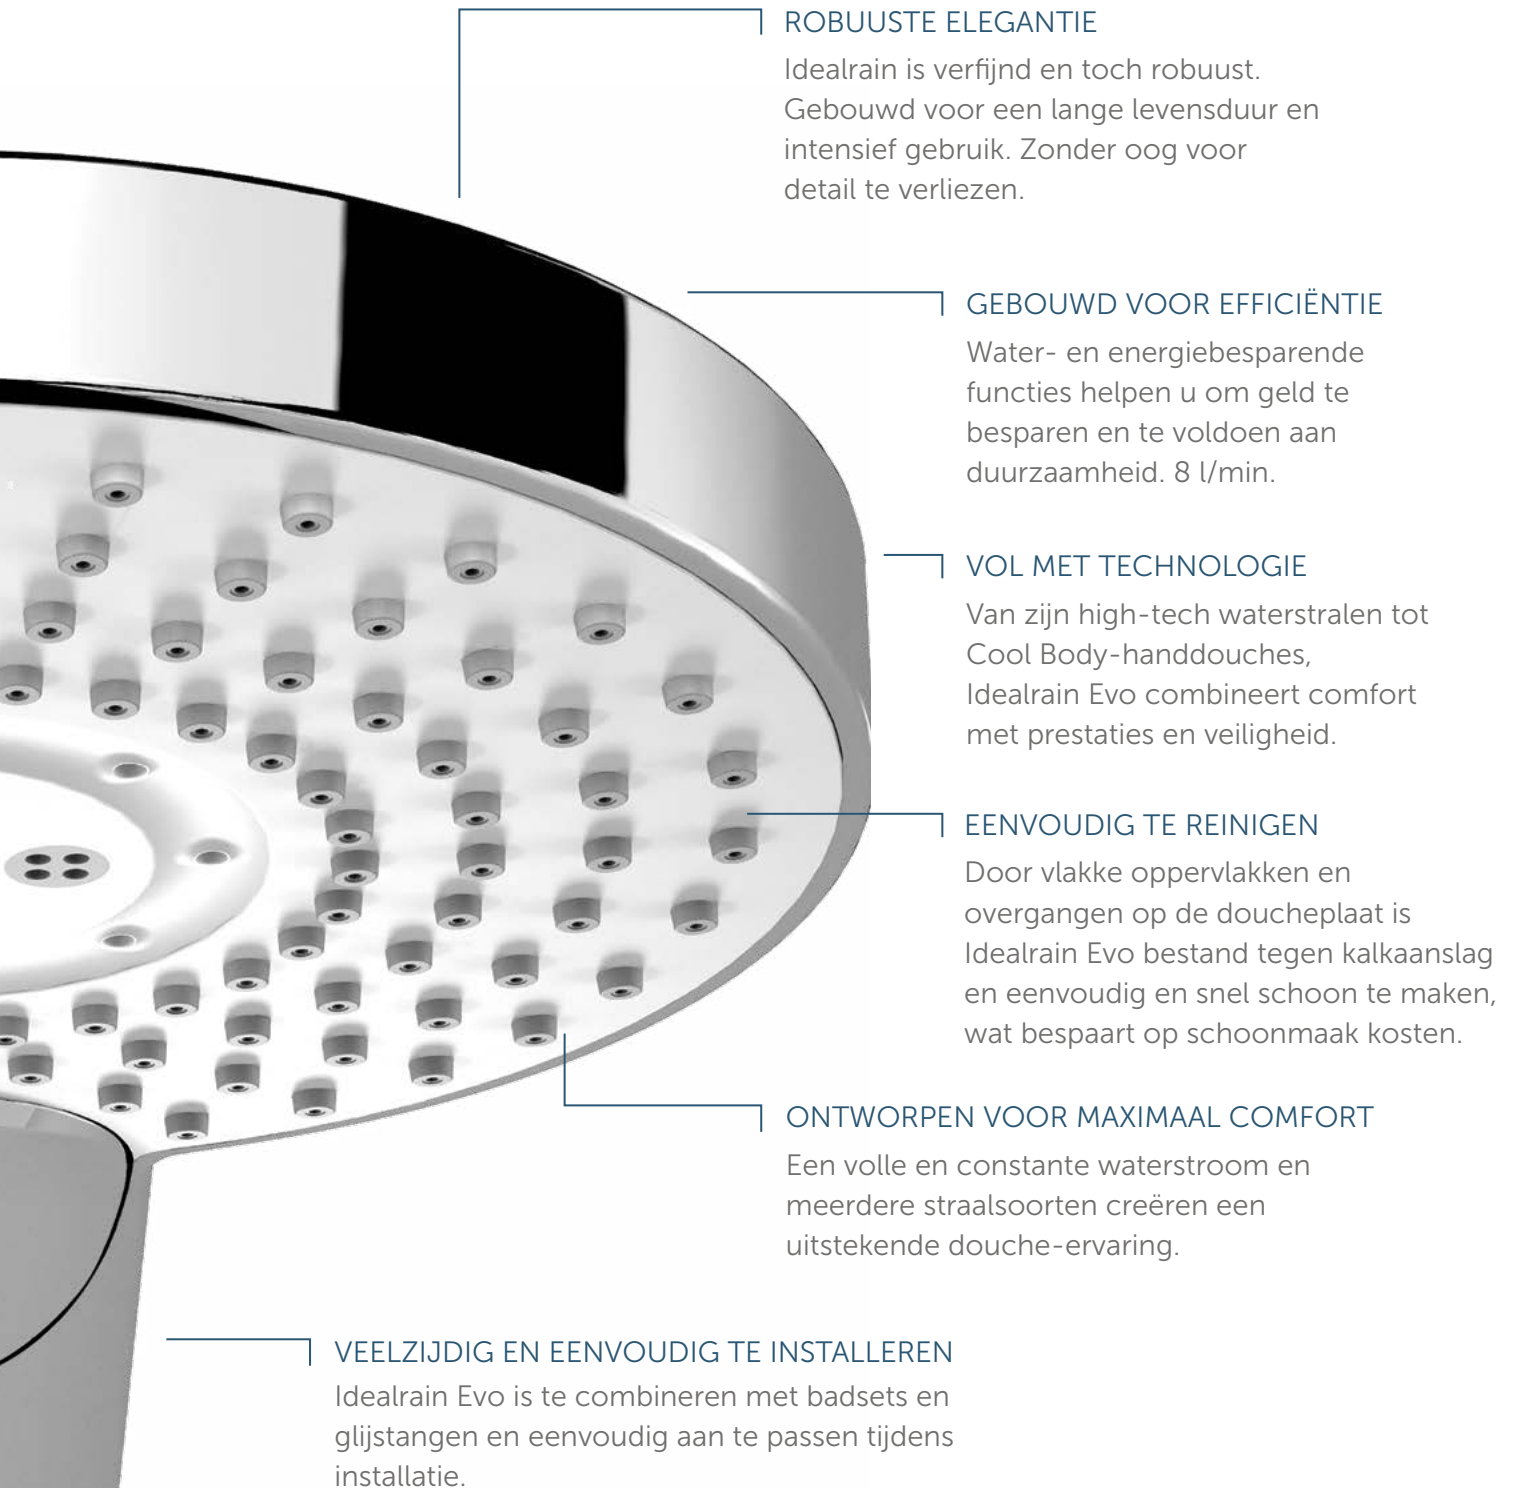 ROBUUSTE ELEGANTIE
Idealrain is verfijnd en toch robuust.
Gebouwd voor een lange levensduur en
intensief gebruik. Zonder oog voor
detail te verliezen.
GEBOUWD VOOR EFFICIËNTIE
Water- en energiebesparende
functies helpen u om geld te
besparen en te voldoen aan
duurzaamheid. 8 l/min.
VOL MET TECHNOLOGIE
Van zijn high-tech waterstralen tot
Cool Body-handdouches,
Idealrain Evo combineert comfort
met prestaties en veiligheid.
EENVOUDIG TE REINIGEN
Door vlakke oppervlakken en
overgangen op de doucheplaat is
Idealrain Evo bestand tegen kalkaanslag
en eenvoudig en snel schoon te maken,
wat bespaart op schoonmaak kosten.
ONTWORPEN VOOR MAXIMAAL COMFORT
Een volle en constante waterstroom en
meerdere straalsoorten creëren een
uitstekende douche-ervaring.
VEELZIJDIG EN EENVOUDIG TE INSTALLEREN
Idealrain Evo is te combineren met badsets en
glijstangen en eenvoudig aan te passen tijdens
installatie.